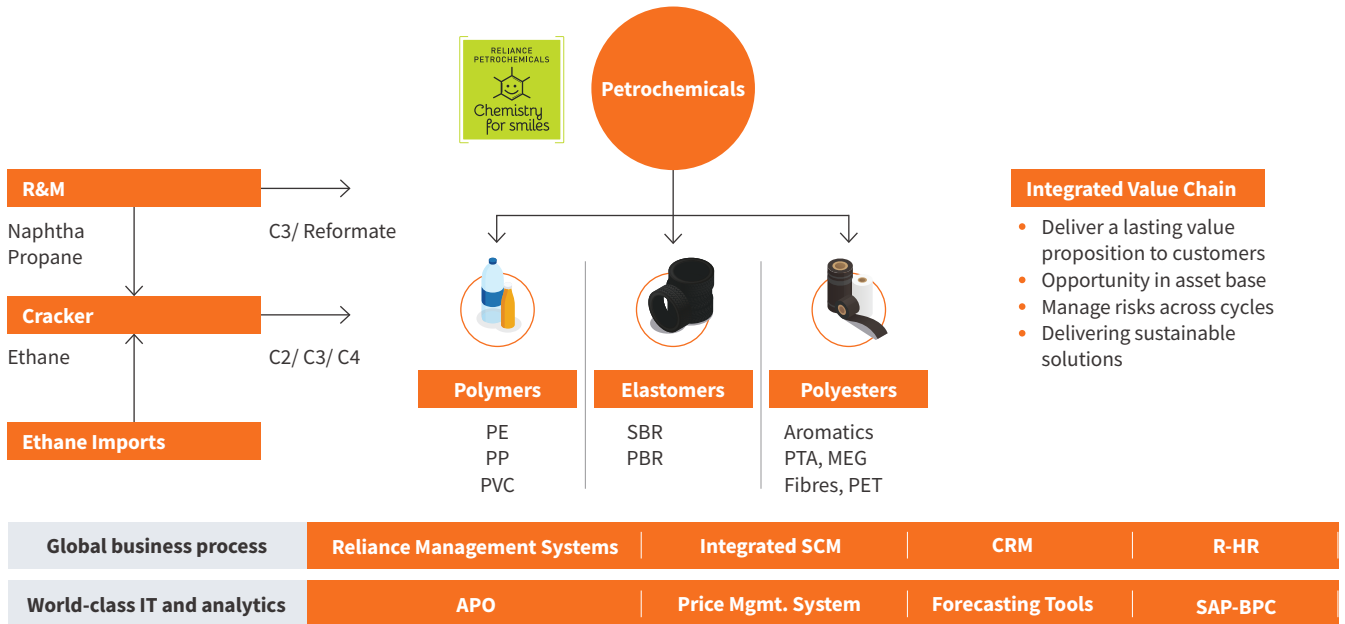 RELIANCE
PETROCHEMICALS
Chemistry
for smiles
Petrochemicals
R&M
Naphtha
Propane
C3/ Reformate
Cracker
Ethane
C2/ C3/ C4
Ethane Imports
Polymers
PE
PP
PVC
Elastomers
SBR
PBR
Polyesters
Aromatics
PTA, MEG
Fibres, PET
Integrated Value Chain
• Deliver a lasting value
proposition to customers
• Opportunity in asset base
• Manage risks across cycles
• Delivering sustainable
solutions
Global business process
Reliance Management Systems
Integrated SCM
CRM
R-HR
World-class IT and analytics
APO
Price Mgmt. System
Forecasting Tools
SAP-BPC